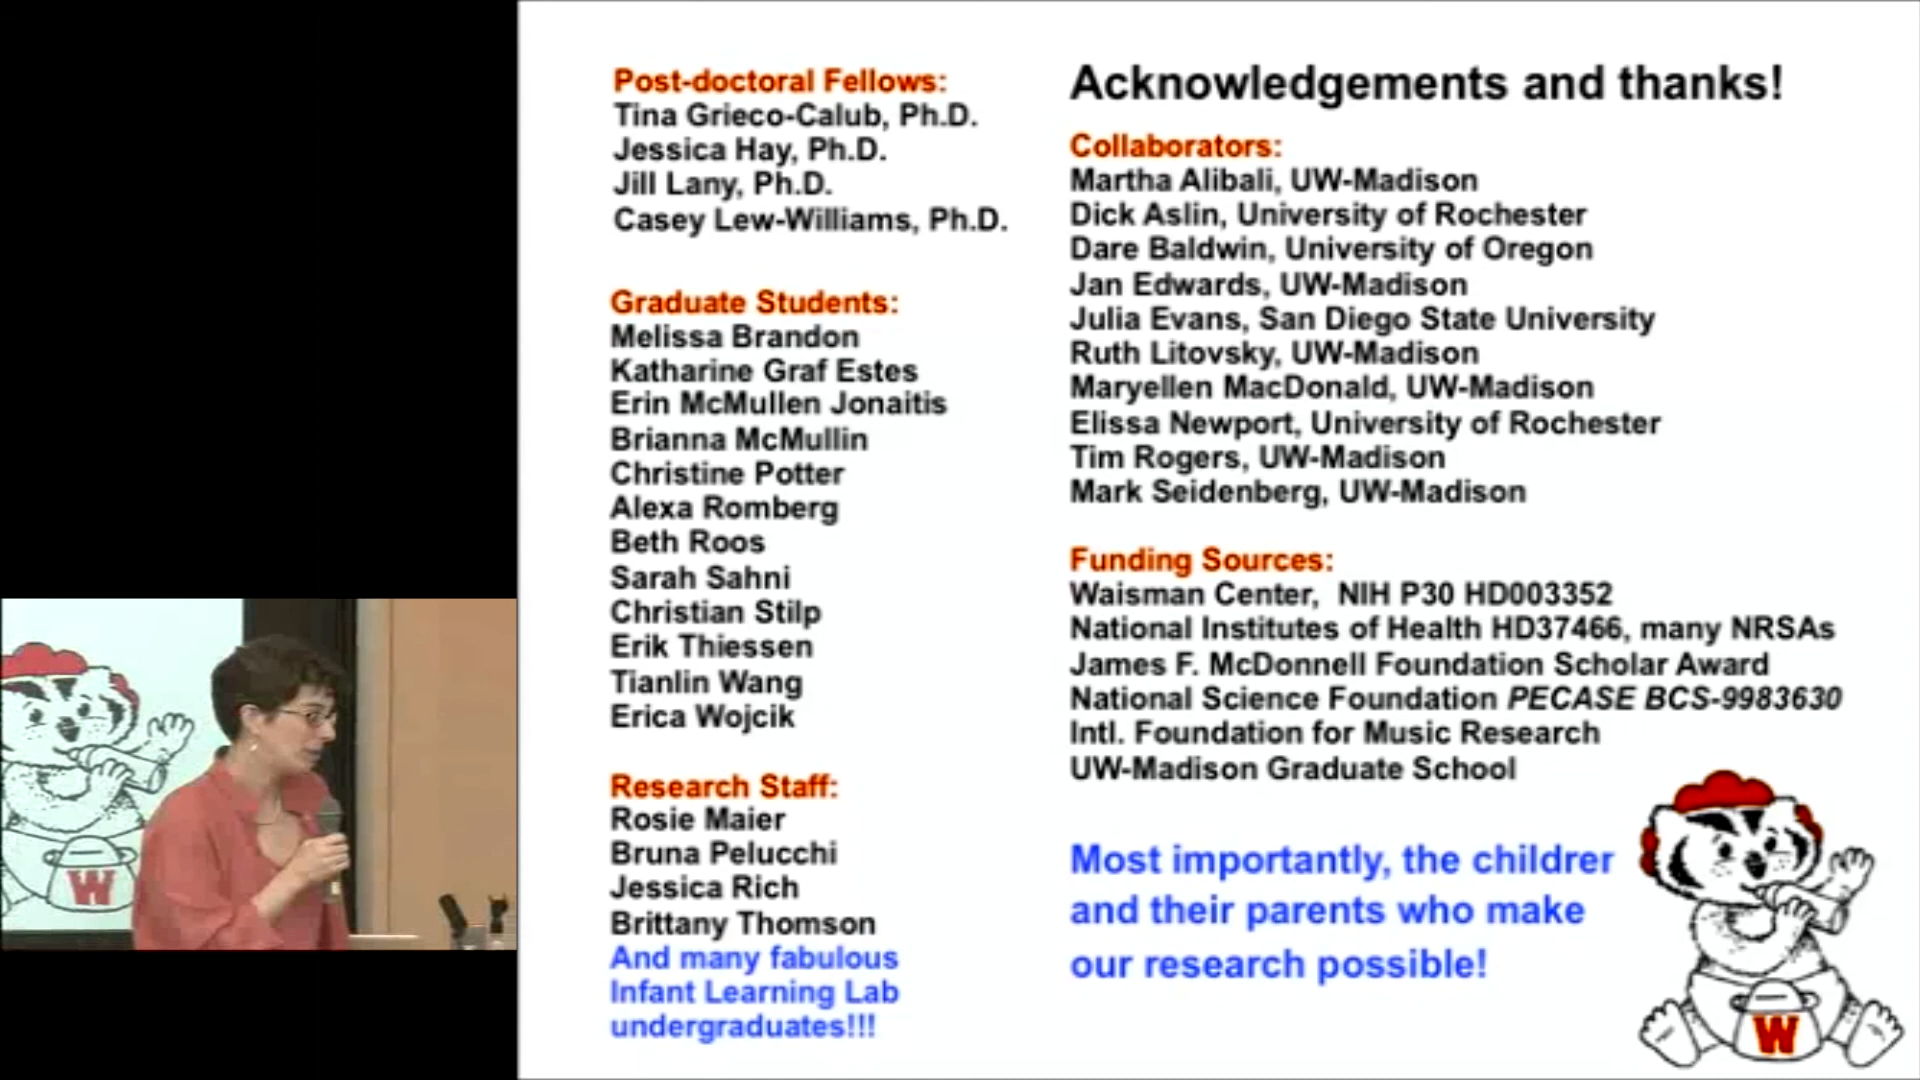 Post-doctoral Fellows:
Tina Grieco-Calub, Ph.D.
Jessica Hay, Ph.D.
Jill Lany, Ph.D.
Casey Lew-Williams, Ph.D.
Graduate Students:
Melissa Brandon
Katharine Graf Estes
Erin McMullen Jonaitis
Brianna McMullin
Christine Potter
Alexa Romberg
Beth Roos
Sarah Sahni
Christian Stilp
Erik Thiessen
Tianlin Wang
Erica Wojcik
Research Staff:
Rosie Maier
Bruna Pelucchi
Jessica Rich
Brittany Thomson
And many fabulous
Infant Learning Lab
undergraduates!!!
Acknowledgements and thanks!
Collaborators:
Martha Alibali, UW-Madison
Dick Aslin, University of Rochester
Dare Baldwin, University of Oregon
Jan Edwards, UW-Madison
Julia Evans, San Diego State University
Ruth Litovsky, UW-Madison
Maryellen MacDonald, UW-Madison
Elissa Newport, University of Rochester
Tim Rogers, UW-Madison
Mark Seidenberg, UW-Madison
Funding Sources:
Waisman Center, NIH P30 HD003352
National Institutes of Health HD37466, many NRSAs
James F. McDonnell Foundation Scholar Award
National Science Foundation PECASE BCS-9983630
Intl. Foundation for Music Research
UW-Madison Graduate School
Most importantly, the childrer
and their parents who make
our research possible!
W
W